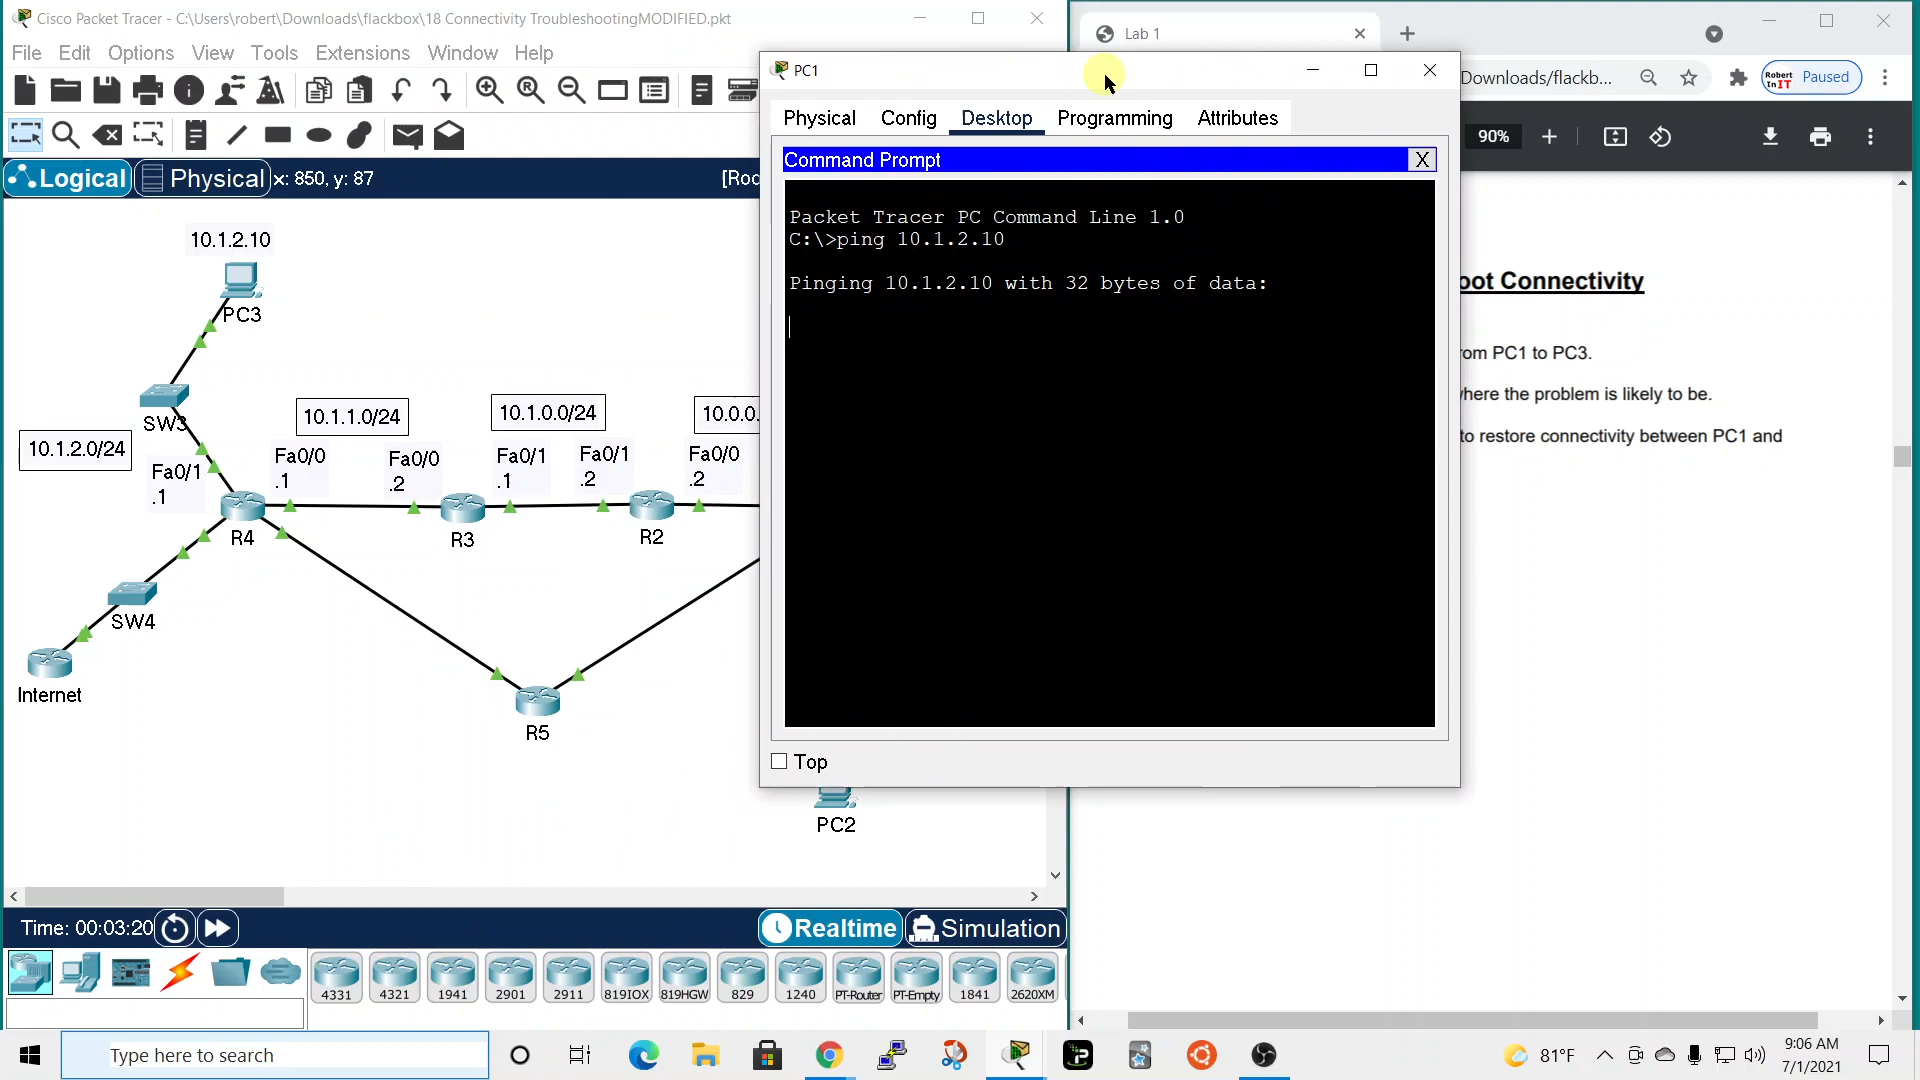 Cisco Packet Tracer - C:\Users\robert\Downloads\flackbox\18 Connectivity TroubleshootingMODIFIED.pkt
File Edit Options View Tools Extensions Window Help
Logical
Physical
x: 850, y: 87
[Roo
10.1.2.10
PC3
SW3
10.1.2.0/24
Fa0/1
.1
10.1.1.0/24
Fa0/0
.1
Fa0/0
.2
10.1.0.0/24
Fa0/1
.1
Fa0/1
.2
10.0.0.
Fa0/0
.2
R4
R3
R2
SW4
Internet
R5
PC2
PC1
Physical Config Desktop Programming Attributes
Command Prompt
X
Packet Tracer PC Command Line 1.0
C:\>ping 10.1.2.10
Pinging 10.1.2.10 with 32 bytes of data:
Top
Lab 1
Downloads/flackb...
Robert
In IT
Paused
90%
oot Connectivity
rom PC1 to PC3.
here the problem is likely to be.
to restore connectivity between PC1 and
Time: 00:03:20
Realtime
Simulation
4331 4321 1941 2901 2911 819IOX 819HGW 829 1240 PT-Router PT-Empty 1841 2620XM
Type here to search
81°F
9:06 AM
7/1/2021